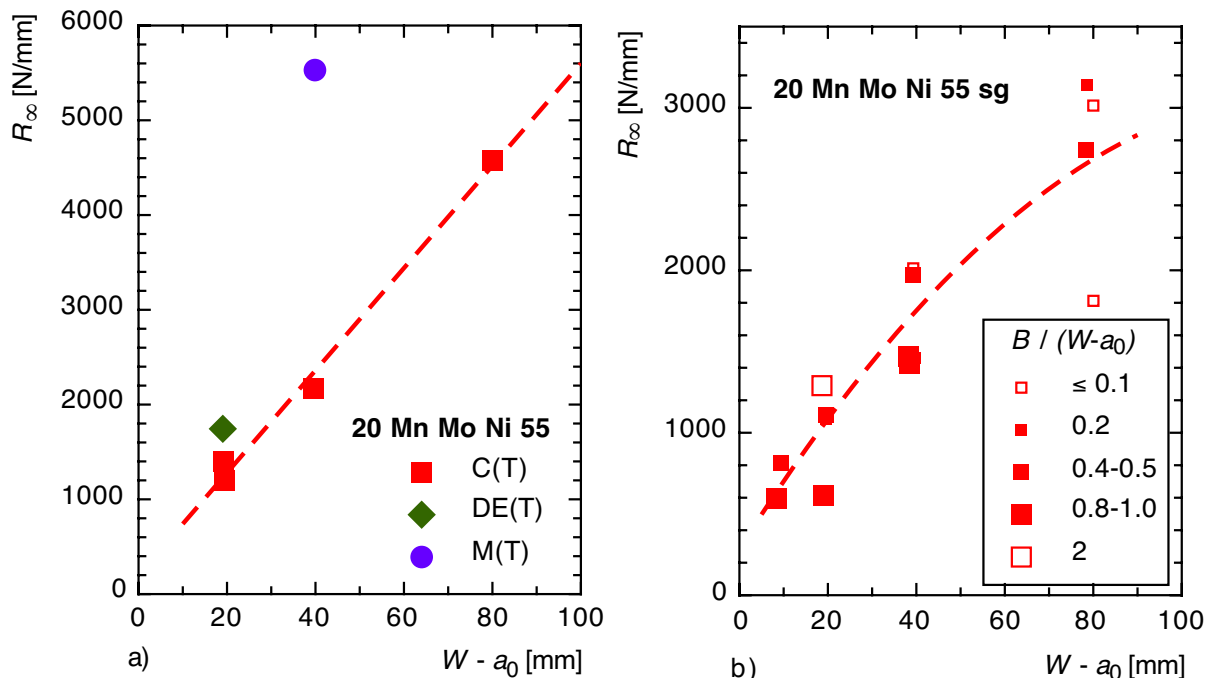 6000
5000
4000
3000
2000
1000
0
R∞ [N/mm]
20 Mn Mo Ni 55
C(T)
DE(T)
M(T)
0 20 40 60 80 100
a)
W - a0 [mm]
3000
2000
1000
0
R∞ [N/mm]
20 Mn Mo Ni 55 sg
B / (W-a0)
≤ 0.1
0.2
0.4-0.5
0.8-1.0
2
0 20 40 60 80 100
b)
W - a0 [mm]